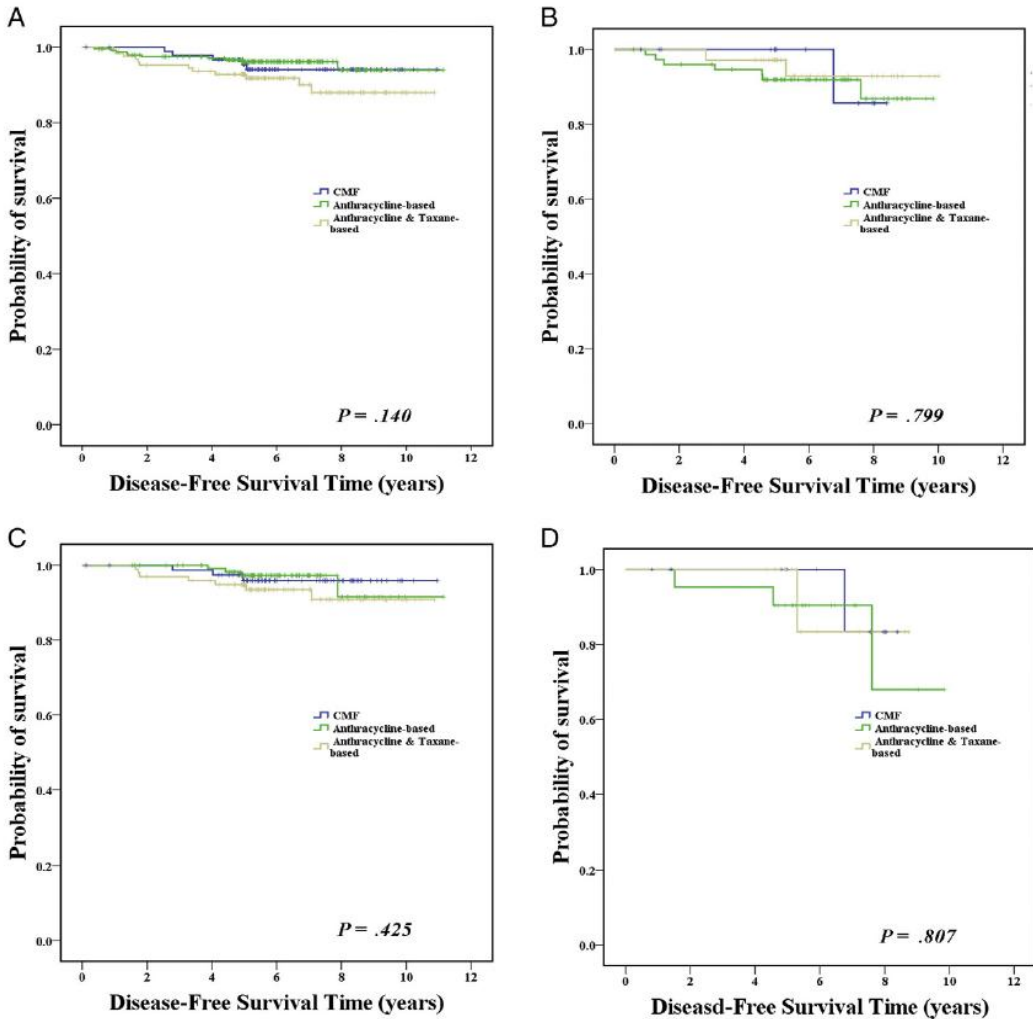 A
1.0
0.8
0.6
0.4
0.2
0.0
Probability of survival
CMF
Anthracycline-based
Anthracycline & Taxane-
based
P = .140
0 2 4 6 8 10 12
Disease-Free Survival Time (years)
B
1.0
0.8
0.6
0.4
0.2
0.0
Probability of survival
CMF
Anthracycline-based
Anthracycline & Taxane-
based
P = .799
0 2 4 6 8 10 12
Disease-Free Survival Time (years)
C
1.0
0.8
0.6
0.4
0.2
0.0
Probability of survival
CMF
Anthracycline-based
Anthracycline & Taxane-
based
P = .425
0 2 4 6 8 10 12
Disease-Free Survival Time (years)
D
1.0
0.8
0.6
0.4
0.2
0.0
Probability of survival
CMF
Anthracycline-based
Anthracycline & Taxane-
based
P = .807
0 2 4 6 8 10 12
Diseasd-Free Survival Time (years)